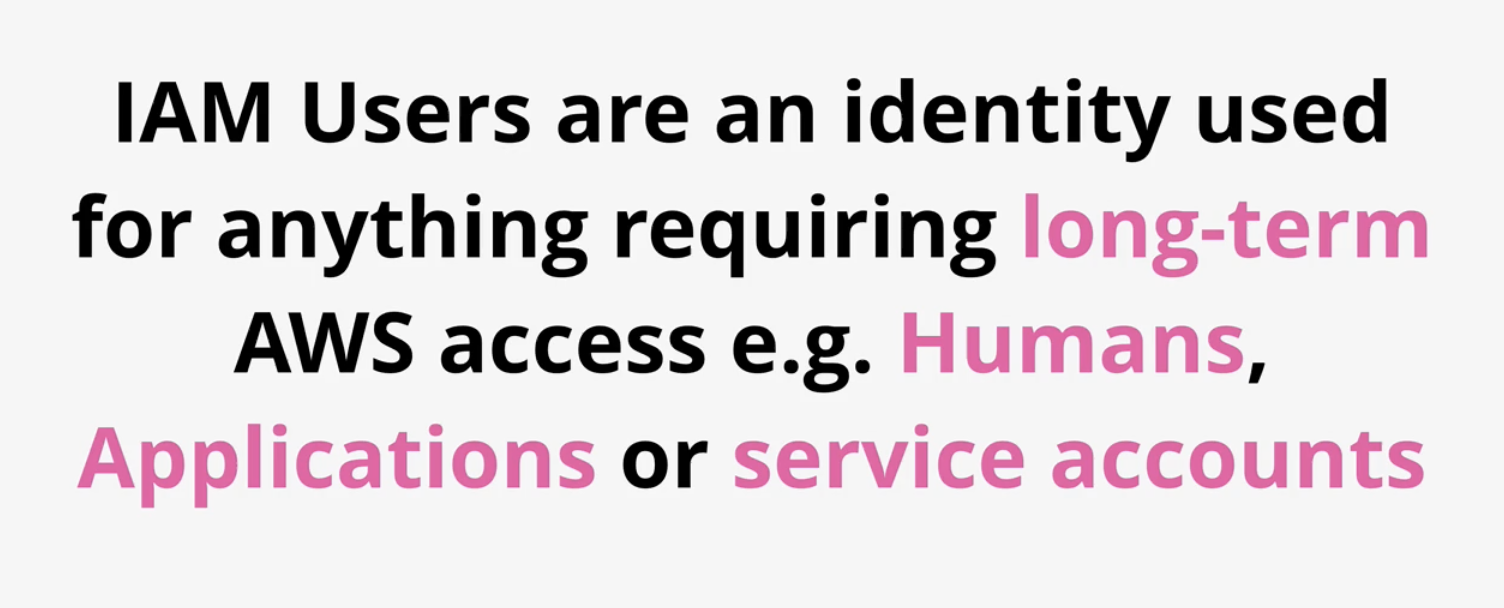 IAM Users are an identity used
for anything requiring long-term
AWS access e.g. Humans,
Applications or service accounts